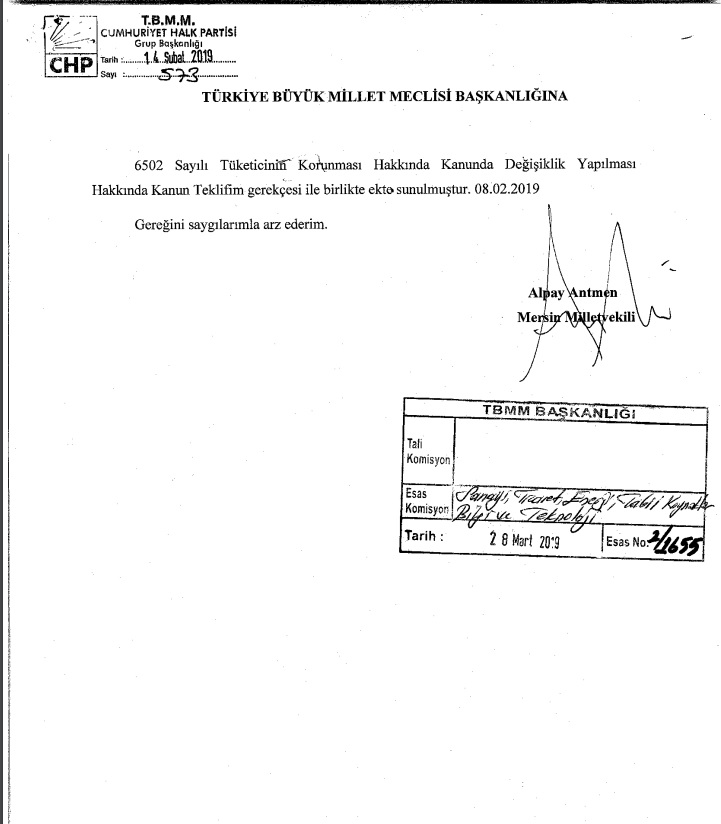 T.B.M.M.
CUMHURİYET HALK PARTİSİ
Grup Başkanlığı
CHP
Tarih : 14 Şubat 2019
Sayı : 573
TÜRKİYE BÜYÜK MİLLET MECLİSİ BAŞKANLIĞINA
6502 Sayılı Tüketicinin Korunması Hakkında Kanunda Değişiklik Yapılması
Hakkında Kanun Teklifim gerekçesi ile birlikte ekte sunulmuştur. 08.02.2019
Gereğini saygılarımla arz ederim.
Alpay Antmen
Mersin Milletvekili
TBMM BAŞKANLIĞI
Tali
Komisyon
Esas
Komisyon
Sanayi, Ticaret, Enerji, Tabii Kaynaklar
Bilgi ve Teknoloji
Tarih : 28 Mart 2019
Esas No: 2/1655